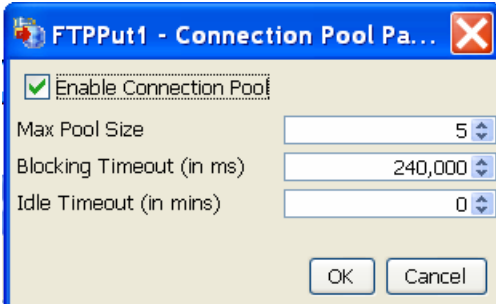 FTPPut1 - Connection Pool Pa...
Enable Connection Pool
Max Pool Size 5
Blocking Timeout (in ms) 240,000
Idle Timeout (in mins) 0
OK Cancel